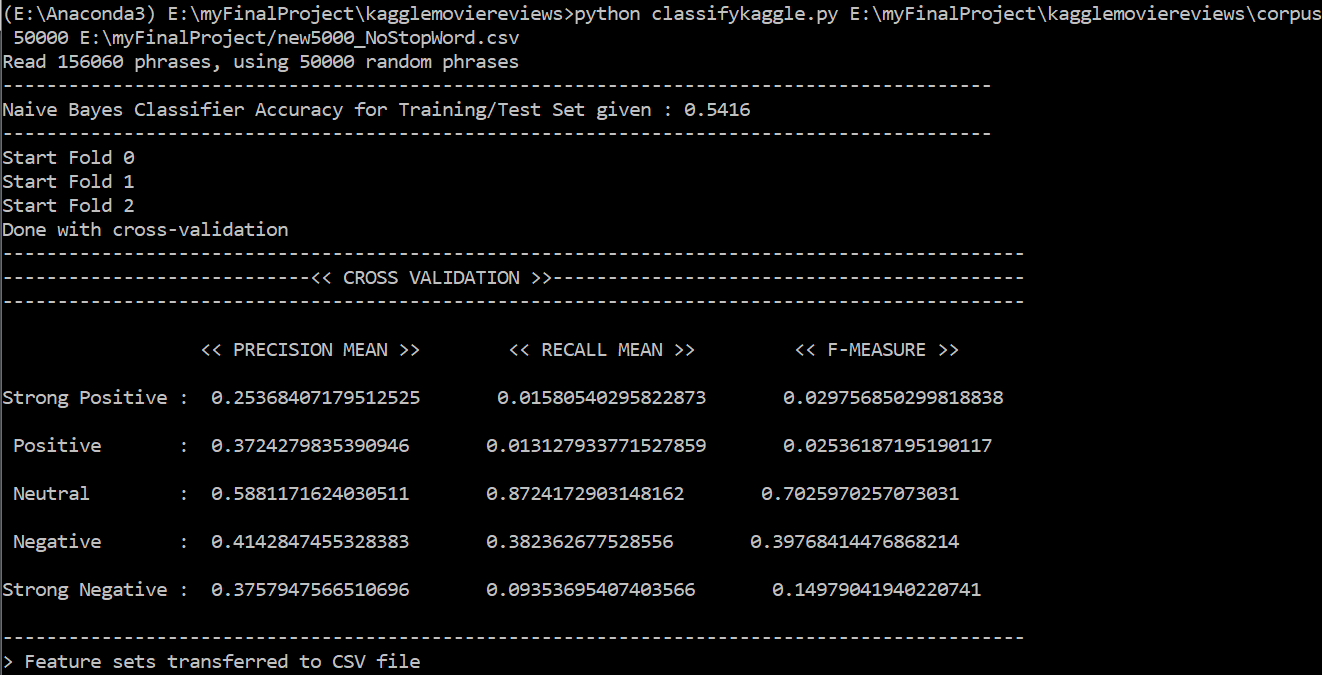 (E:\Anaconda3) E:\myFinalProject\kagglemoviereviews>python classifykaggle.py E:\myFinalProject\kagglemoviereviews\corpus
50000 E:\myFinalProject/new5000_NoStopWord.csv
Read 156060 phrases, using 50000 random phrases
------------------------------------------------------------------------------------------
Naive Bayes Classifier Accuracy for Training/Test Set given : 0.5416
------------------------------------------------------------------------------------------
Start Fold 0
Start Fold 1
Start Fold 2
Done with cross-validation
---------------------------------------------------------------------------------------------
----------------------------<< CROSS VALIDATION >>-------------------------------------------
---------------------------------------------------------------------------------------------
<< PRECISION MEAN >> << RECALL MEAN >> << F-MEASURE >>
Strong Positive : 0.25368407179512525 0.01580540295822873 0.029756850299818838
Positive : 0.3724279835390946 0.013127933771527859 0.02536187195190117
Neutral : 0.5881171624030511 0.8724172903148162 0.7025970257073031
Negative : 0.4142847455328383 0.382362677528556 0.39768414476868214
Strong Negative : 0.3757947566510696 0.09353695407403566 0.14979041940220741
---------------------------------------------------------------------------------------------
> Feature sets transferred to CSV file